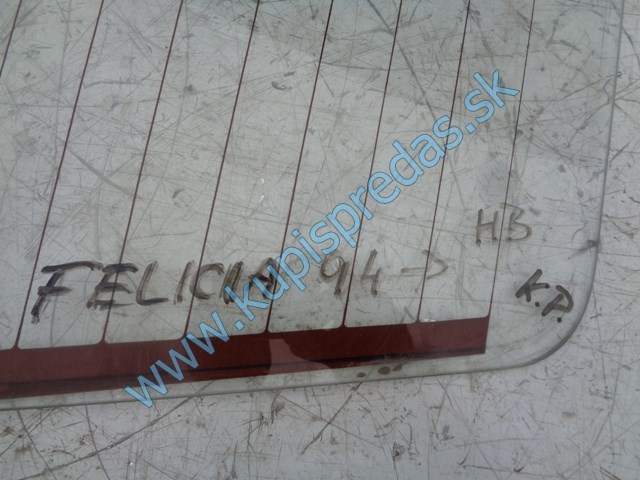 www.kupispredas.sk
HB
FELICIA 94->
K.P.